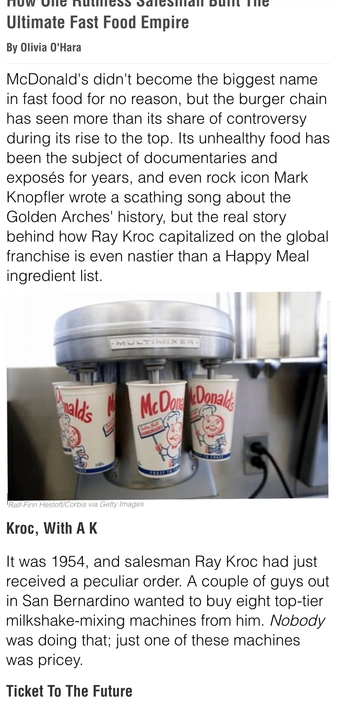 How One Ruthless Salesman Built The
Ultimate Fast Food Empire
By Olivia O'Hara
McDonald's didn't become the biggest name
in fast food for no reason, but the burger chain
has seen more than its share of controversy
during its rise to the top. Its unhealthy food has
been the subject of documentaries and
exposés for years, and even rock icon Mark
Knopfler wrote a scathing song about the
Golden Arches' history, but the real story
behind how Ray Kroc capitalized on the global
franchise is even nastier than a Happy Meal
ingredient list.
MULTIMIXER
nalds
M
McDona
cDonalds
COAST TO
Ralf-Finn Hestoft/Corbis via Getty Images
Kroc, With A K
It was 1954, and salesman Ray Kroc had just
received a peculiar order. A couple of guys out
in San Bernardino wanted to buy eight top-tier
milkshake-mixing machines from him. Nobody
was doing that; just one of these machines
was pricey.
Ticket To The Future